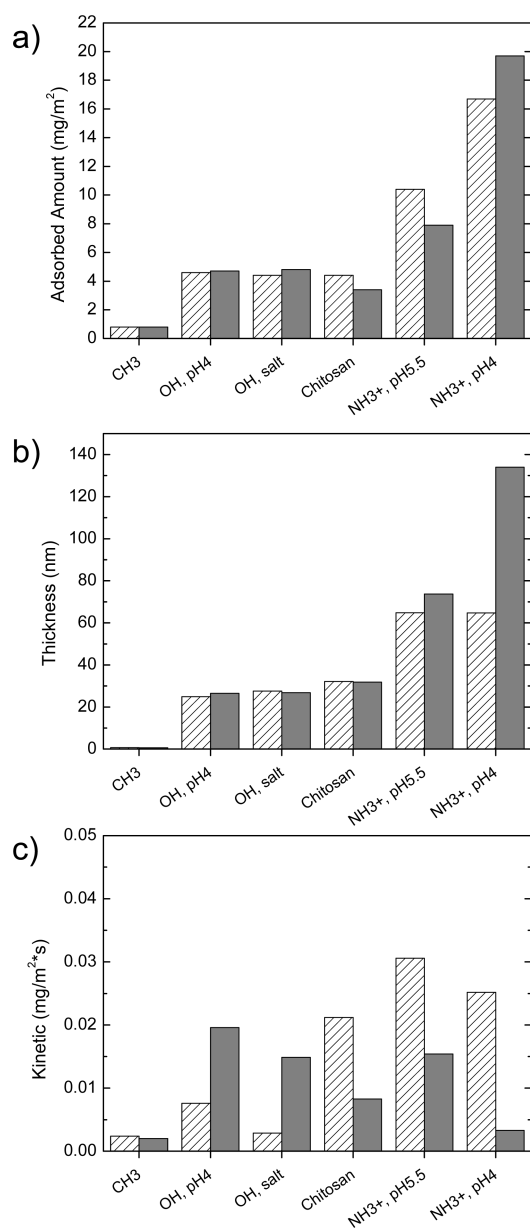 a)
Adsorbed Amount (mg/m²)
22
20
18
16
14
12
10
8
6
4
2
0
CH3
OH, pH4
OH, salt
Chitosan
NH3+, pH5.5
NH3+, pH4
b)
Thickness (nm)
140
120
100
80
60
40
20
0
CH3
OH, pH4
OH, salt
Chitosan
NH3+, pH5.5
NH3+, pH4
c)
Kinetic (mg/m²*s)
0.05
0.04
0.03
0.02
0.01
0.00
CH3
OH, pH4
OH, salt
Chitosan
NH3+, pH5.5
NH3+, pH4